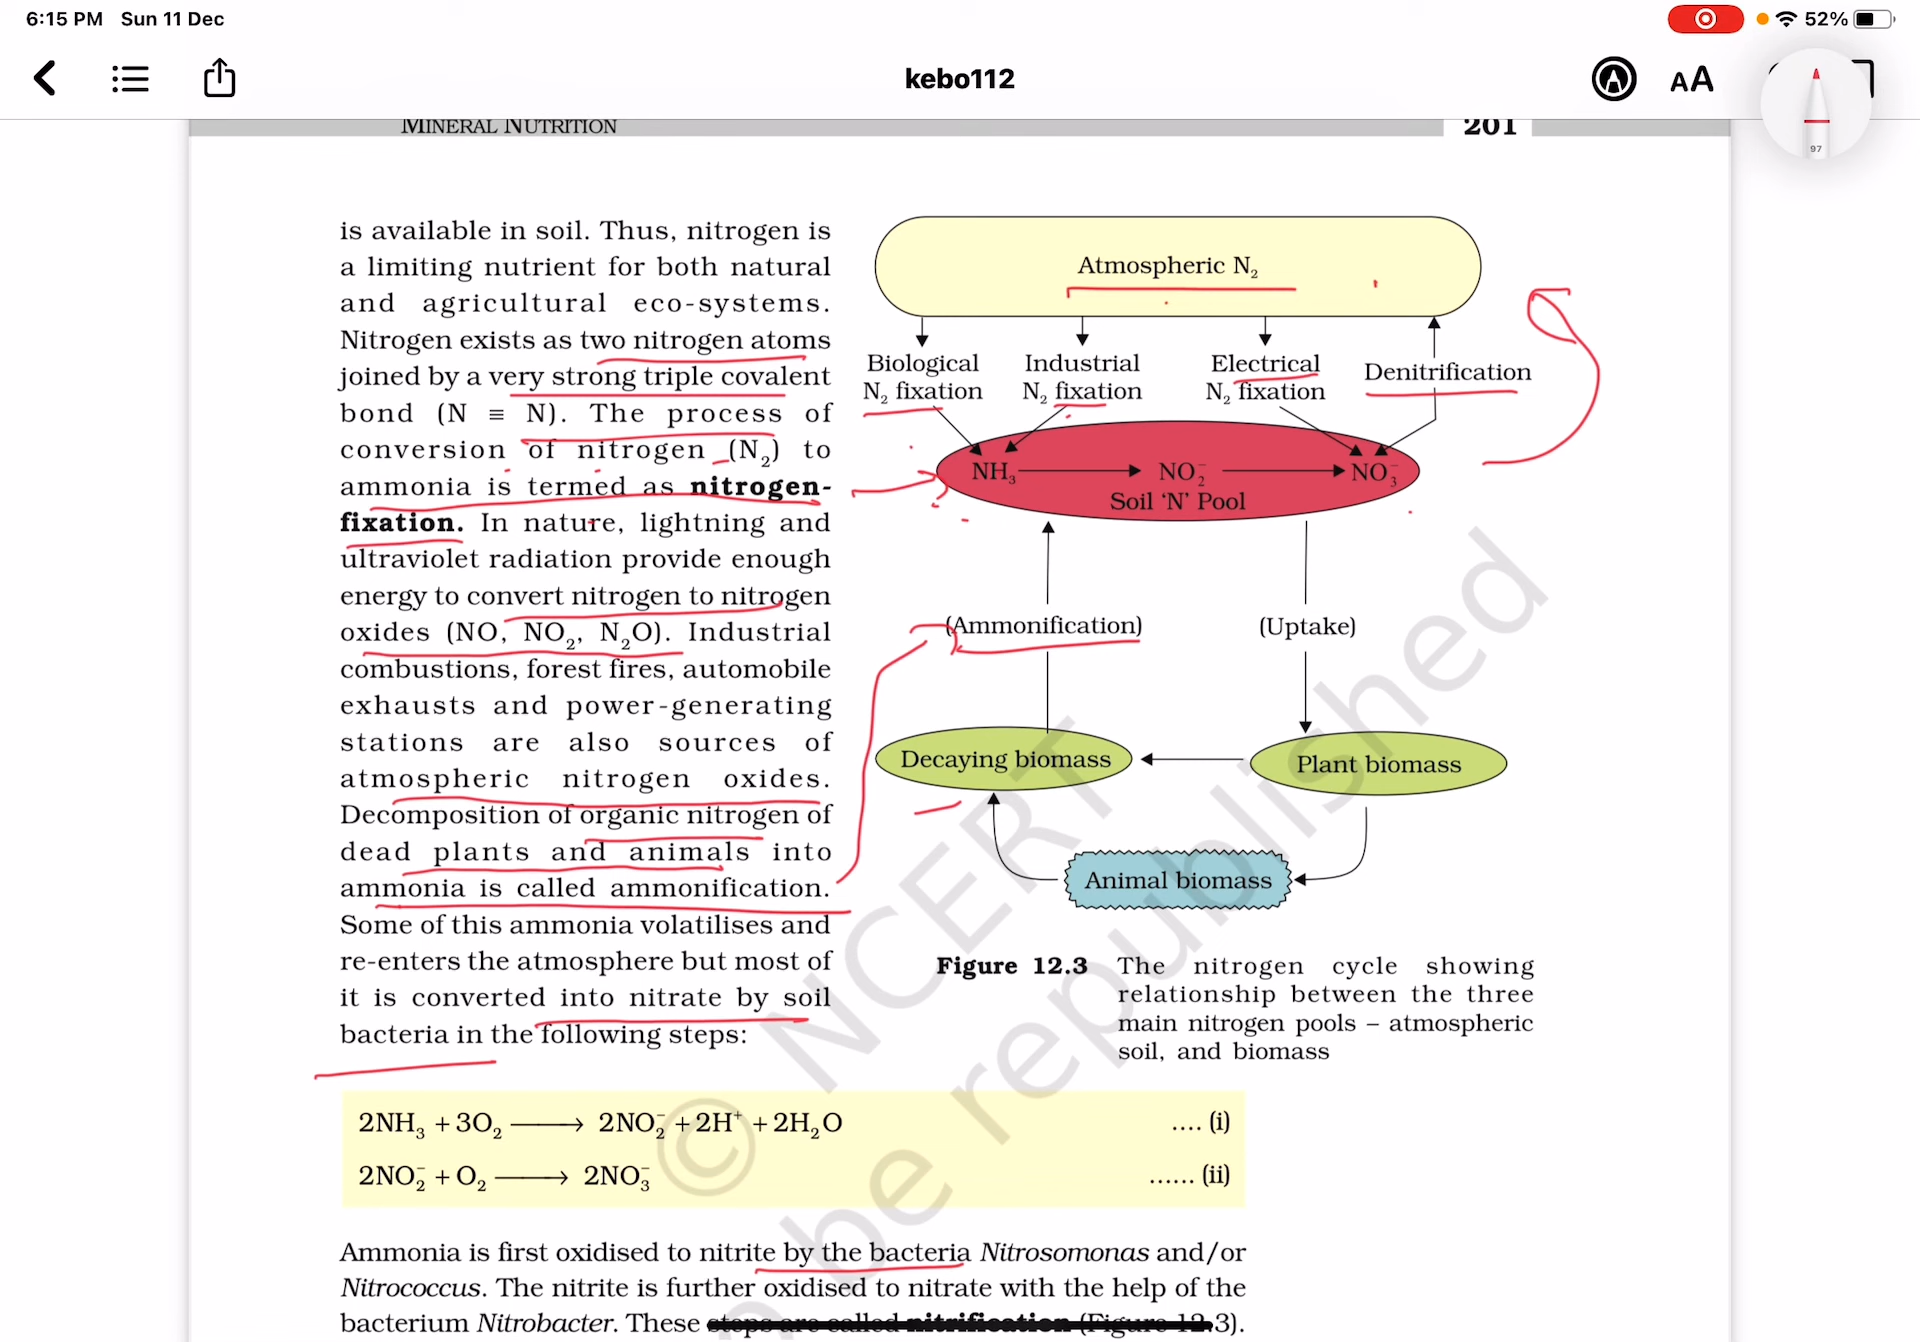 6:15 PM Sun 11 Dec
52%
kebo112
AA
97
MINERAL NUTRITION
201
is available in soil. Thus, nitrogen is
a limiting nutrient for both natural
and agricultural eco-systems.
Nitrogen exists as two nitrogen atoms
joined by a very strong triple covalent
bond (N ≡ N). The process of
conversion of nitrogen (N₂) to
ammonia is termed as nitrogen-
fixation. In nature, lightning and
ultraviolet radiation provide enough
energy to convert nitrogen to nitrogen
oxides (NO, NO₂, N₂O). Industrial
combustions, forest fires, automobile
exhausts and power-generating
stations are also sources of
atmospheric nitrogen oxides.
Decomposition of organic nitrogen of
dead plants and animals into
ammonia is called ammonification.
Some of this ammonia volatilises and
re-enters the atmosphere but most of
it is converted into nitrate by soil
bacteria in the following steps:
Atmospheric N₂
Biological
N₂ fixation
Industrial
N₂ fixation
Electrical
N₂ fixation
Denitrification
NH₃ NO₂⁻ NO₃⁻
Soil ‘N’ Pool
(Ammonification)
(Uptake)
Decaying biomass
Plant biomass
Animal biomass
Figure 12.3 The nitrogen cycle showing
relationship between the three
main nitrogen pools – atmospheric
soil, and biomass
2NH₃ + 3O₂ ⟶ 2NO₂⁻ + 2H⁺ + 2H₂O .... (i)
2NO₂⁻ + O₂ ⟶ 2NO₃⁻ ...... (ii)
Ammonia is first oxidised to nitrite by the bacteria Nitrosomonas and/or
Nitrococcus. The nitrite is further oxidised to nitrate with the help of the
bacterium Nitrobacter. These steps are called nitrification (Figure 12.3).
© NCERT
be republished